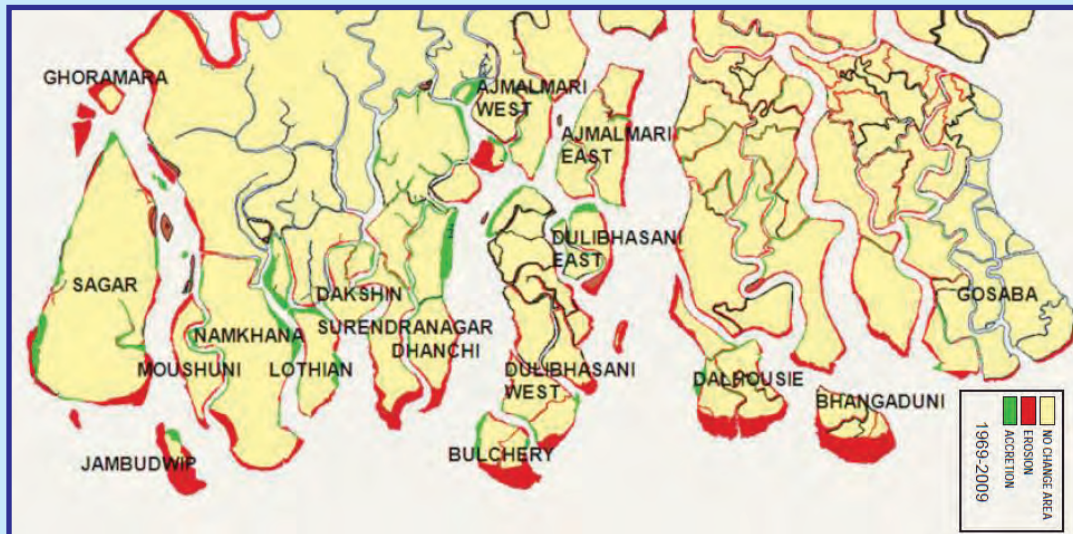 GHORAMARA
AJMALMARI
WEST
AJMALMARI
EAST
DULIBHASANI
EAST
SAGAR
DAKSHIN
GOSABA
NAMKHANA
SURENDRANAGAR
DHANCHI
MOUSHUNI
LOTHIAN
DULIBHASANI
WEST
DALHOUSIE
BHANGADUNI
BULCHERY
JAMBUDWIP
NO CHANGE AREA
EROSION
ACCRETION
1969-2009